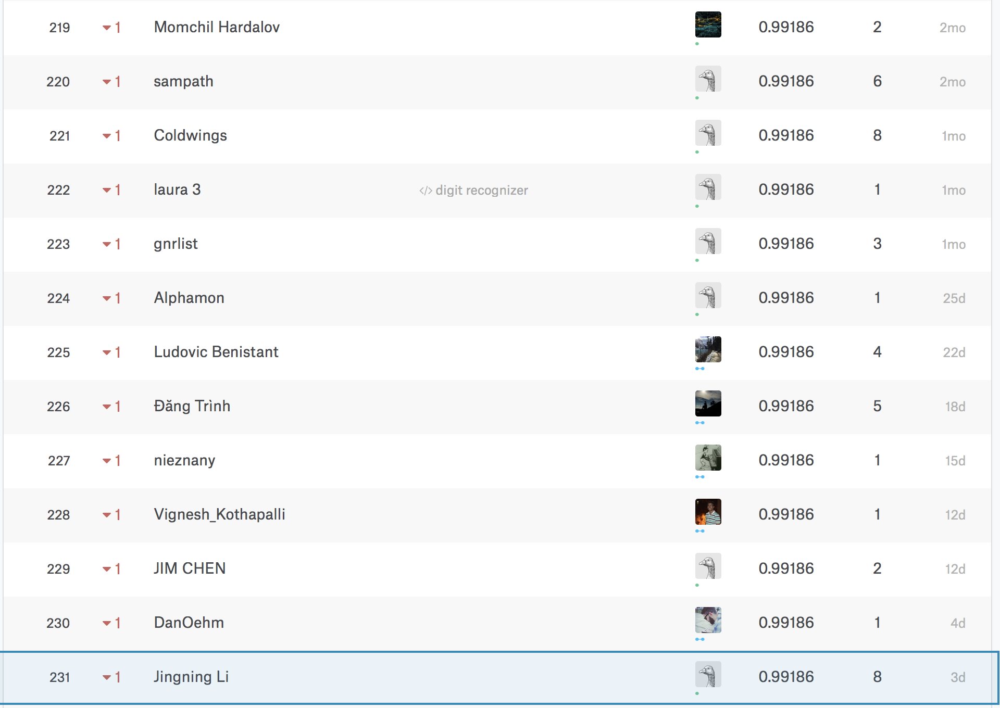 219 1 Momchil Hardalov 0.99186 2 2mo
220 1 sampath 0.99186 6 2mo
221 1 Coldwings 0.99186 8 1mo
222 1 laura 3 </> digit recognizer 0.99186 1 1mo
223 1 gnrlist 0.99186 3 1mo
224 1 Alphamon 0.99186 1 25d
225 1 Ludovic Benistant 0.99186 4 22d
226 1 Đăng Trình 0.99186 5 18d
227 1 nieznany 0.99186 1 15d
228 1 Vignesh_Kothapalli 0.99186 1 12d
229 1 JIM CHEN 0.99186 2 12d
230 1 DanOehm 0.99186 1 4d
231 1 Jingning Li 0.99186 8 3d